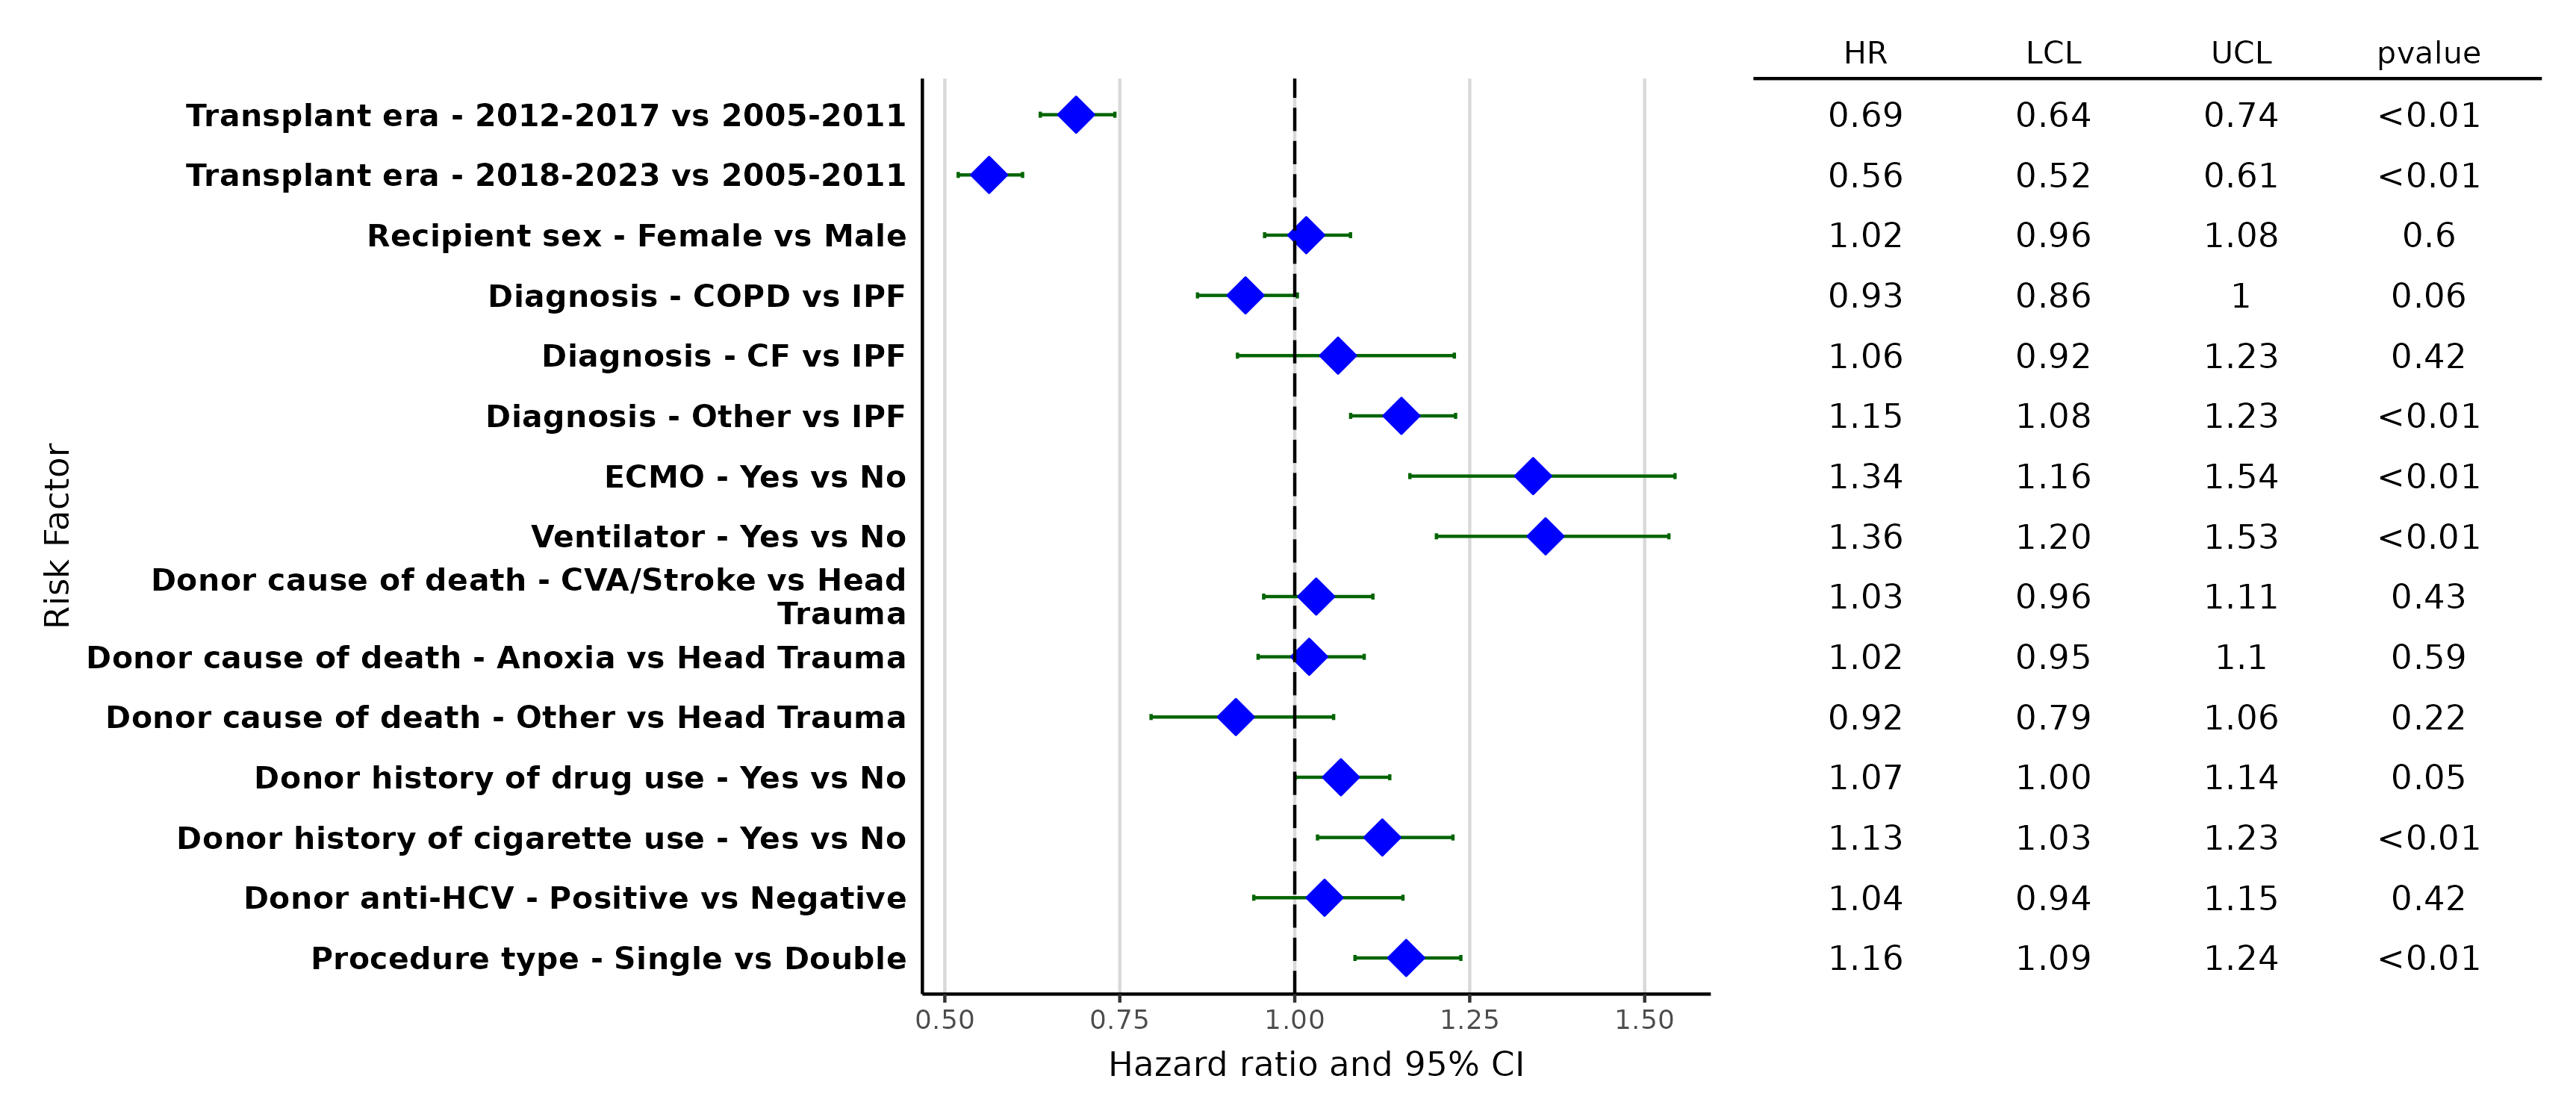 HR LCL UCL pvalue
Transplant era - 2012-2017 vs 2005-2011 0.69 0.64 0.74 <0.01
Transplant era - 2018-2023 vs 2005-2011 0.56 0.52 0.61 <0.01
Recipient sex - Female vs Male 1.02 0.96 1.08 0.6
Diagnosis - COPD vs IPF 0.93 0.86 1 0.06
Diagnosis - CF vs IPF 1.06 0.92 1.23 0.42
Diagnosis - Other vs IPF 1.15 1.08 1.23 <0.01
ECMO - Yes vs No 1.34 1.16 1.54 <0.01
Ventilator - Yes vs No 1.36 1.20 1.53 <0.01
Donor cause of death - CVA/Stroke vs Head
Trauma 1.03 0.96 1.11 0.43
Donor cause of death - Anoxia vs Head Trauma 1.02 0.95 1.1 0.59
Donor cause of death - Other vs Head Trauma 0.92 0.79 1.06 0.22
Donor history of drug use - Yes vs No 1.07 1.00 1.14 0.05
Donor history of cigarette use - Yes vs No 1.13 1.03 1.23 <0.01
Donor anti-HCV - Positive vs Negative 1.04 0.94 1.15 0.42
Procedure type - Single vs Double 1.16 1.09 1.24 <0.01
Risk Factor
0.50 0.75 1.00 1.25 1.50
Hazard ratio and 95% CI